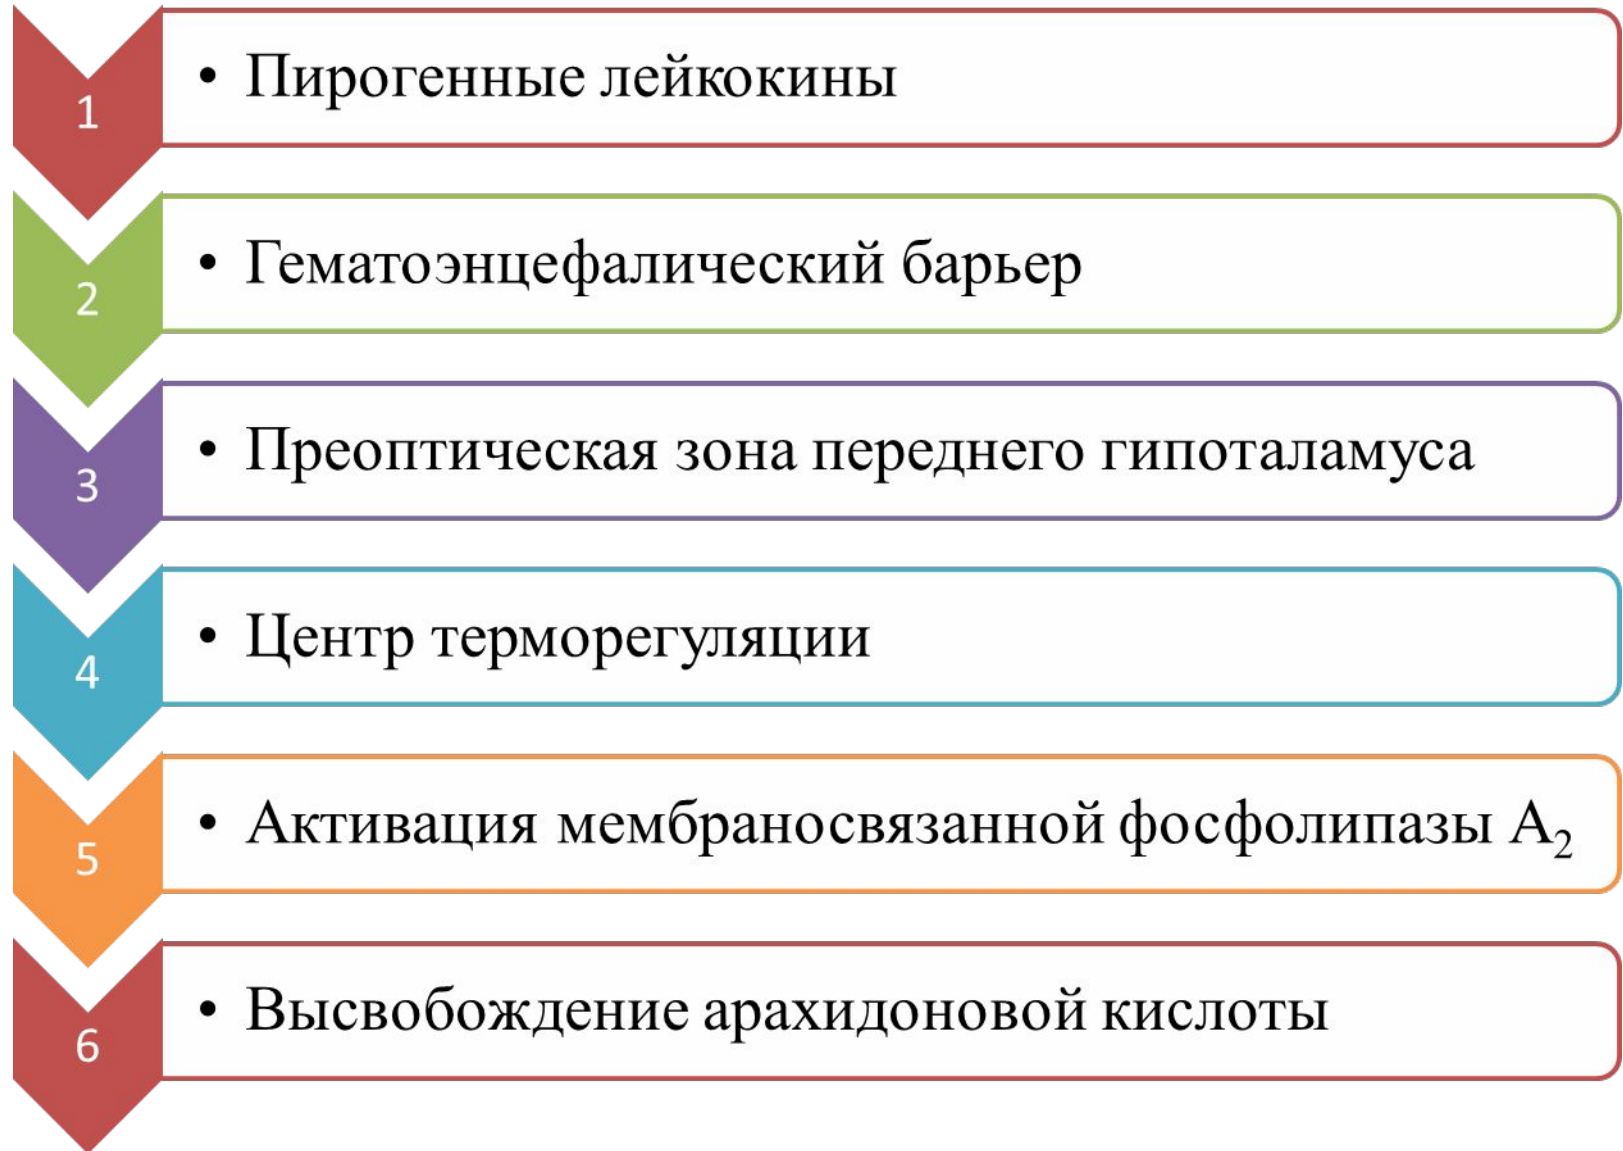 1
• Пирогенные лейкокины
2
• Гематоэнцефалический барьер
3
• Преоптическая зона переднего гипоталамуса
4
• Центр терморегуляции
5
• Активация мембраносвязанной фосфолипазы А₂
6
• Высвобождение арахидоновой кислоты